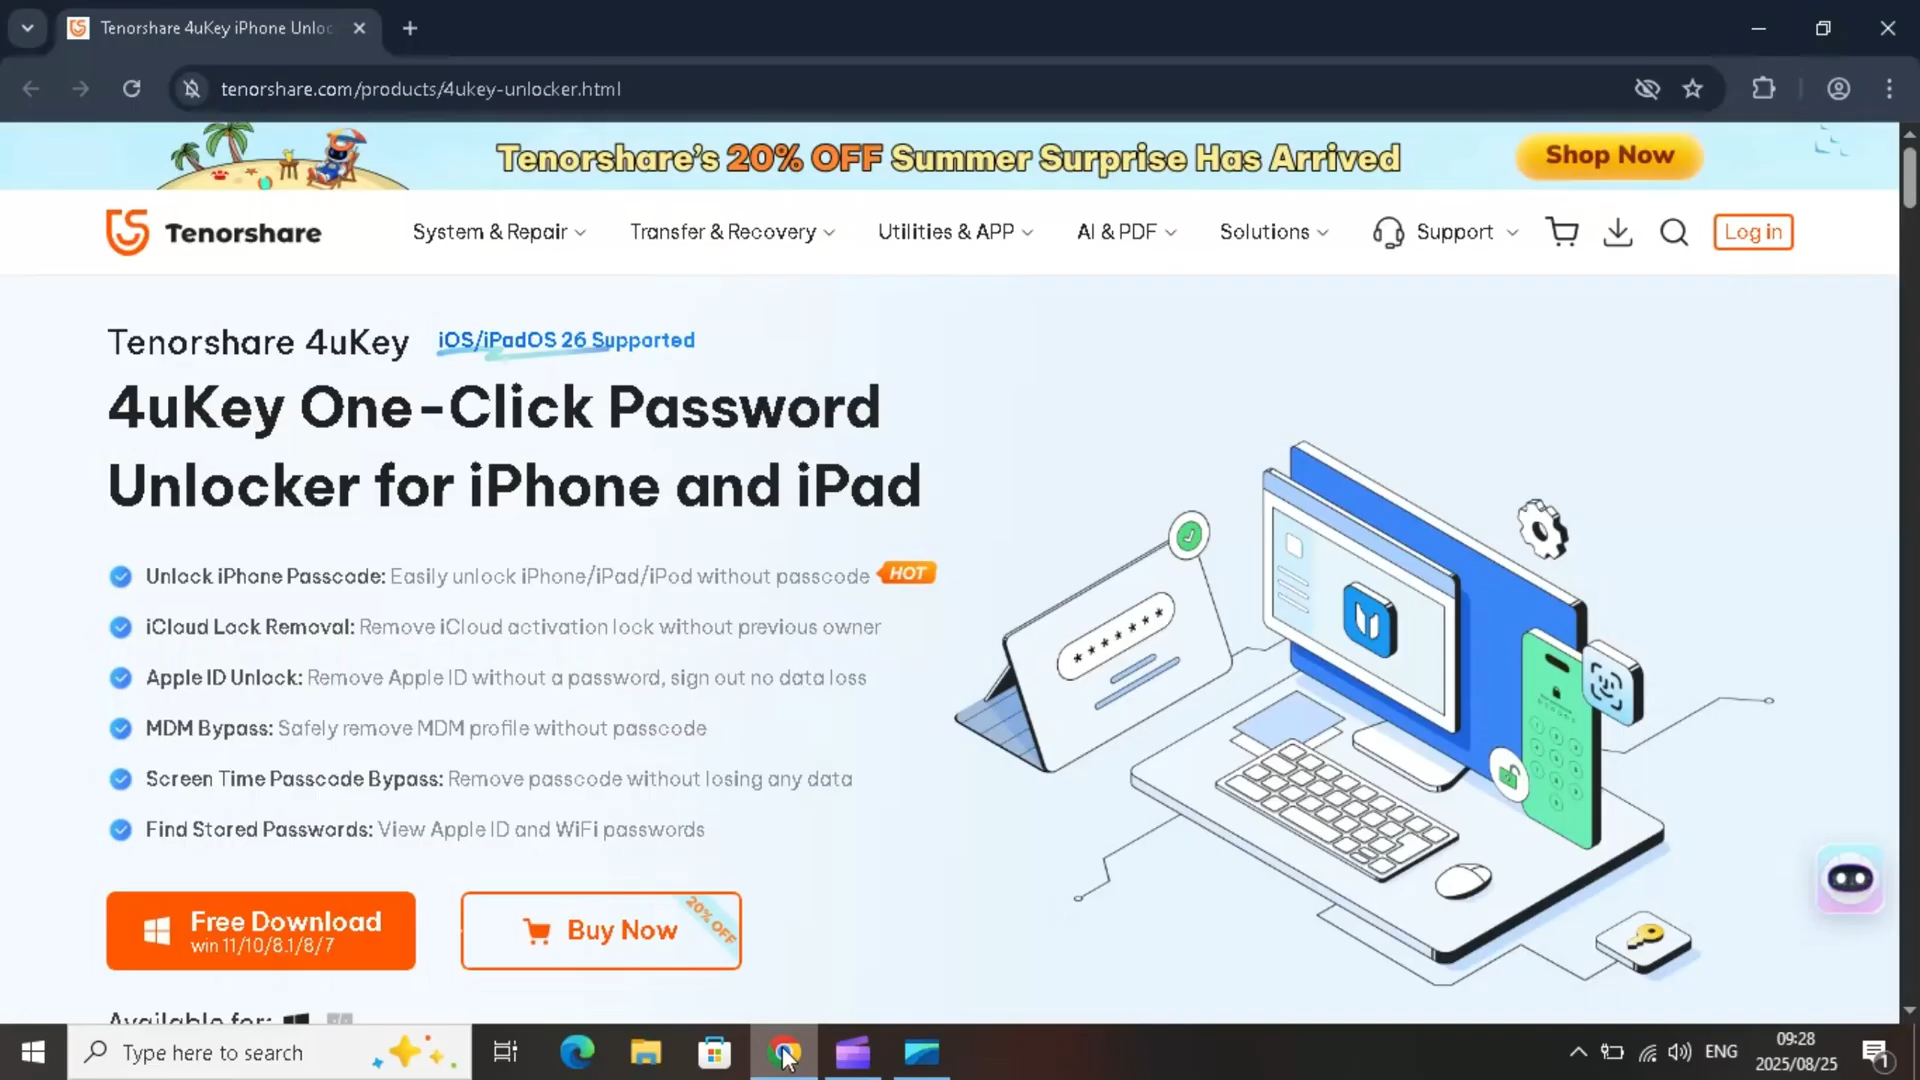 Tenorshare 4uKey iPhone Unloc
tenorshare.com/products/4ukey-unlocker.html
Tenorshare's 20% OFF Summer Surprise Has Arrived
Shop Now
Tenorshare
System & Repair
Transfer & Recovery
Utilities & APP
AI & PDF
Solutions
Support
Log in
Tenorshare 4uKey
iOS/iPadOS 26 Supported
4uKey One-Click Password
Unlocker for iPhone and iPad
Unlock iPhone Passcode: Easily unlock iPhone/iPad/iPod without passcode HOT
iCloud Lock Removal: Remove iCloud activation lock without previous owner
Apple ID Unlock: Remove Apple ID without a password, sign out no data loss
MDM Bypass: Safely remove MDM profile without passcode
Screen Time Passcode Bypass: Remove passcode without losing any data
Find Stored Passwords: View Apple ID and WiFi passwords
* * * * * * *
Free Download
win 11/10/8.1/8/7
Buy Now
20% OFF
Available for:
Type here to search
ENG
09:28
2025/08/25
1